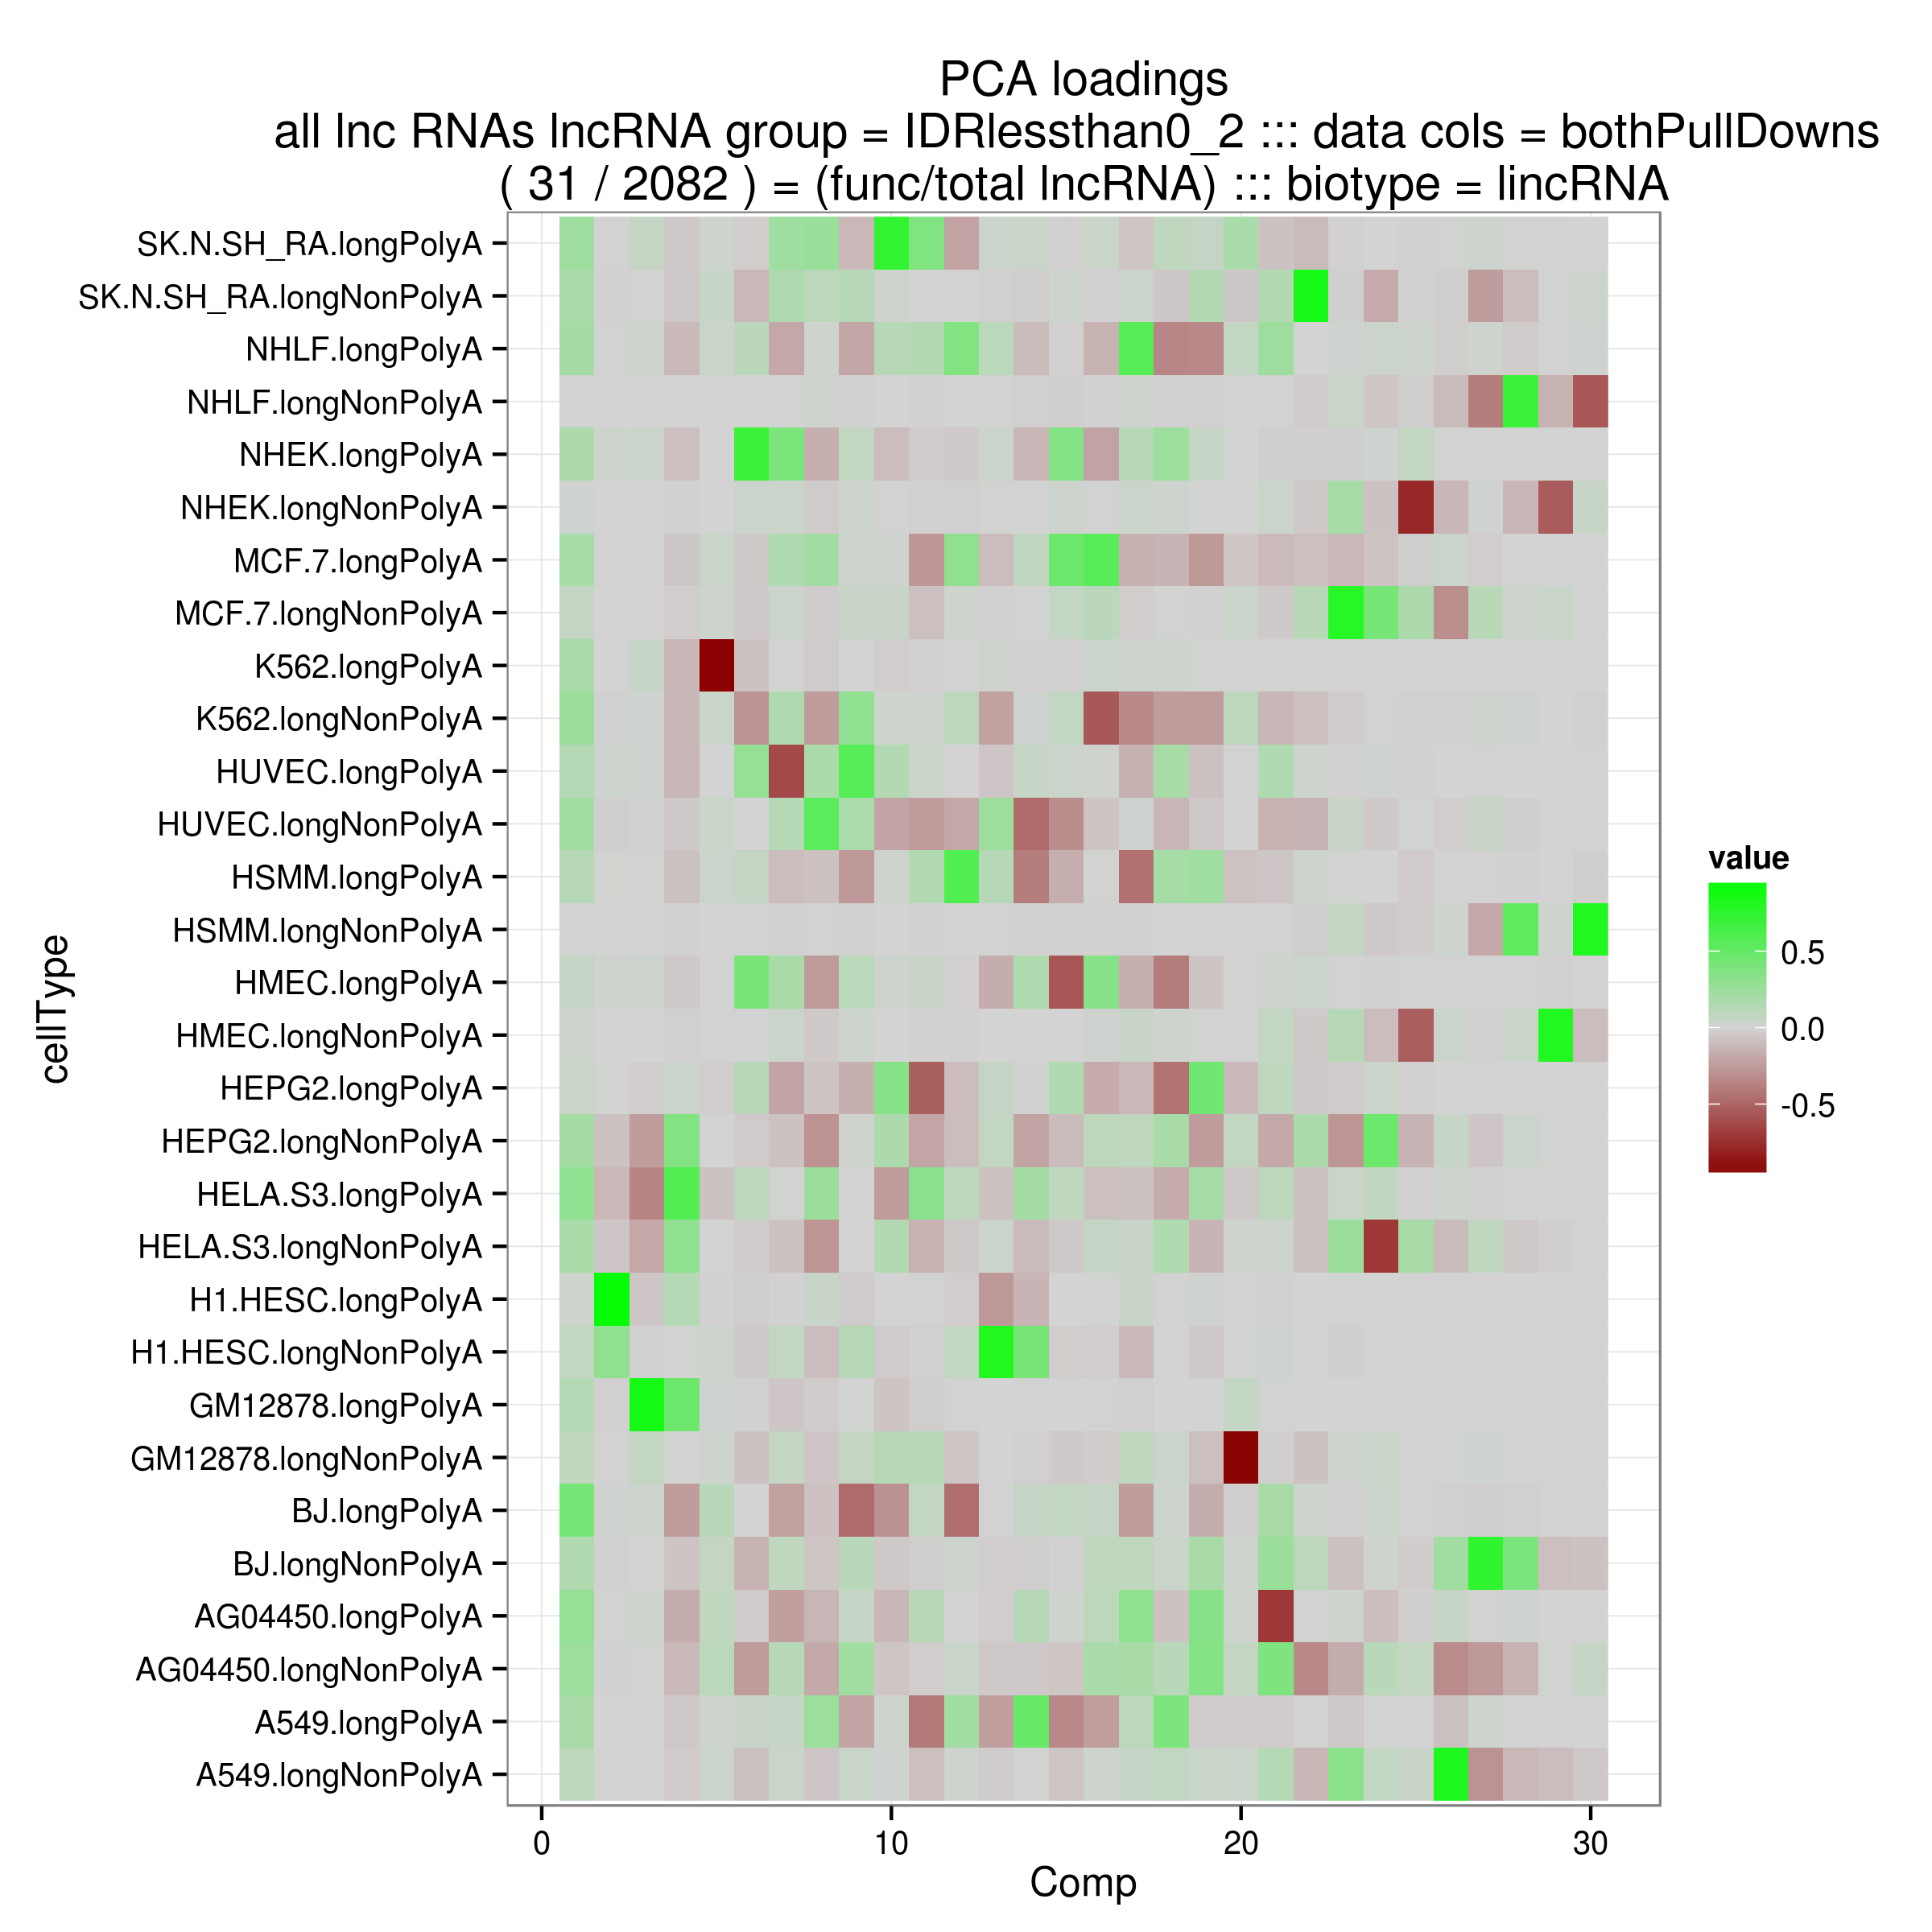 PCA loadings
all lnc RNAs lncRNA group = IDRlessthan0_2 ::: data cols = bothPullDowns
( 31 / 2082 ) = (func/total lncRNA) ::: biotype = lincRNA
SK.N.SH_RA.longPolyA
SK.N.SH_RA.longNonPolyA
NHLF.longPolyA
NHLF.longNonPolyA
NHEK.longPolyA
NHEK.longNonPolyA
MCF.7.longPolyA
MCF.7.longNonPolyA
K562.longPolyA
K562.longNonPolyA
HUVEC.longPolyA
HUVEC.longNonPolyA
HSMM.longPolyA
HSMM.longNonPolyA
HMEC.longPolyA
HMEC.longNonPolyA
HEPG2.longPolyA
HEPG2.longNonPolyA
HELA.S3.longPolyA
HELA.S3.longNonPolyA
H1.HESC.longPolyA
H1.HESC.longNonPolyA
GM12878.longPolyA
GM12878.longNonPolyA
BJ.longPolyA
BJ.longNonPolyA
AG04450.longPolyA
AG04450.longNonPolyA
A549.longPolyA
A549.longNonPolyA
cellType
0 10 20 30
Comp
value
0.5
0.0
-0.5